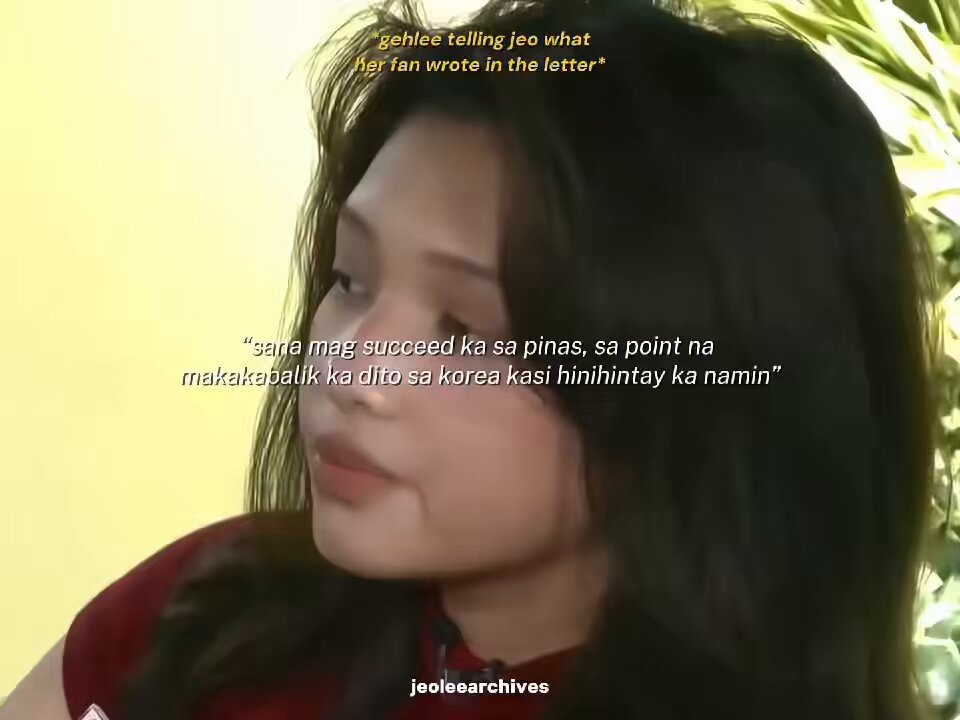 *gehlee telling jeo what
her fan wrote in the letter*
“sana mag succeed ka sa pinas, sa point na
makakabalik ka dito sa korea kasi hinihintay ka namin”
jeoleearchives